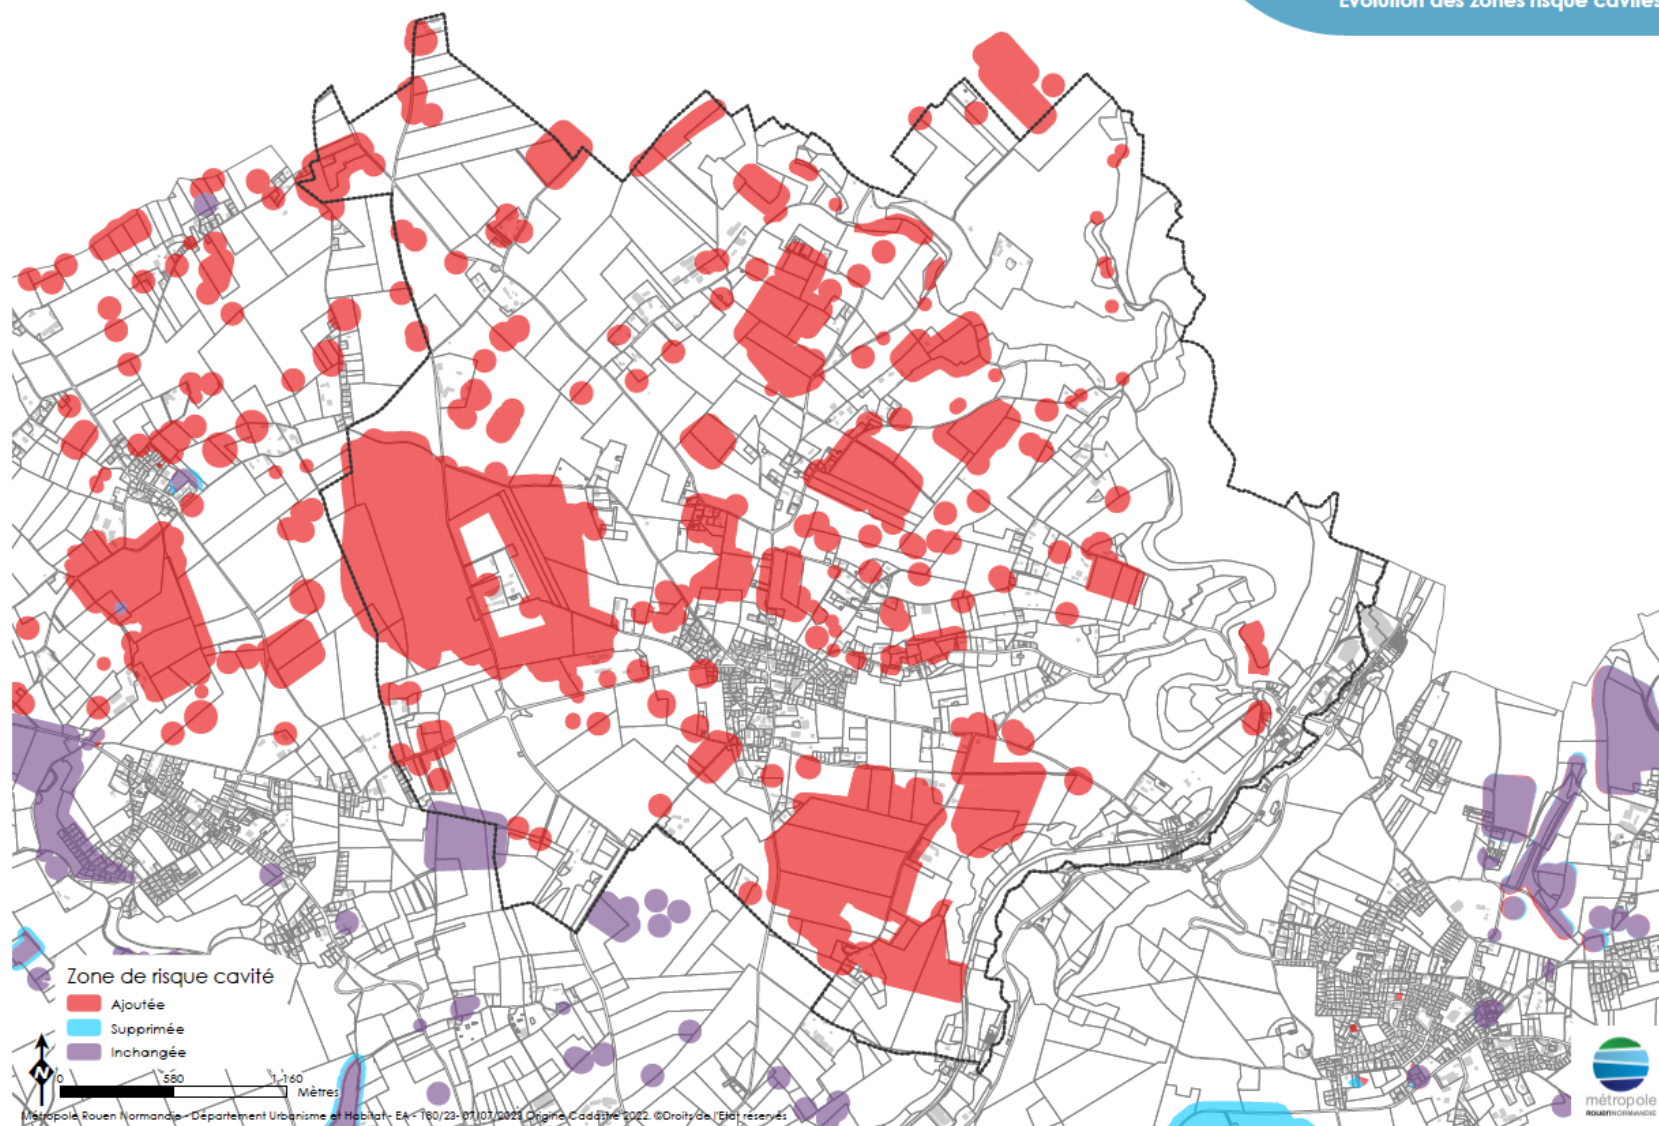 Evolution des zones risque cavités
Zone de risque cavité
Ajoutée
Supprimée
Inchangée
N
0 580 1 160
Mètres
Métropole Rouen Normandie - Département Urbanisme et Habitat - EA - 180/23- 07/07/2023 Origine Cadastre 2022. ©Droits de l'Etat réservés
métropole
ROUENNORMANDIE